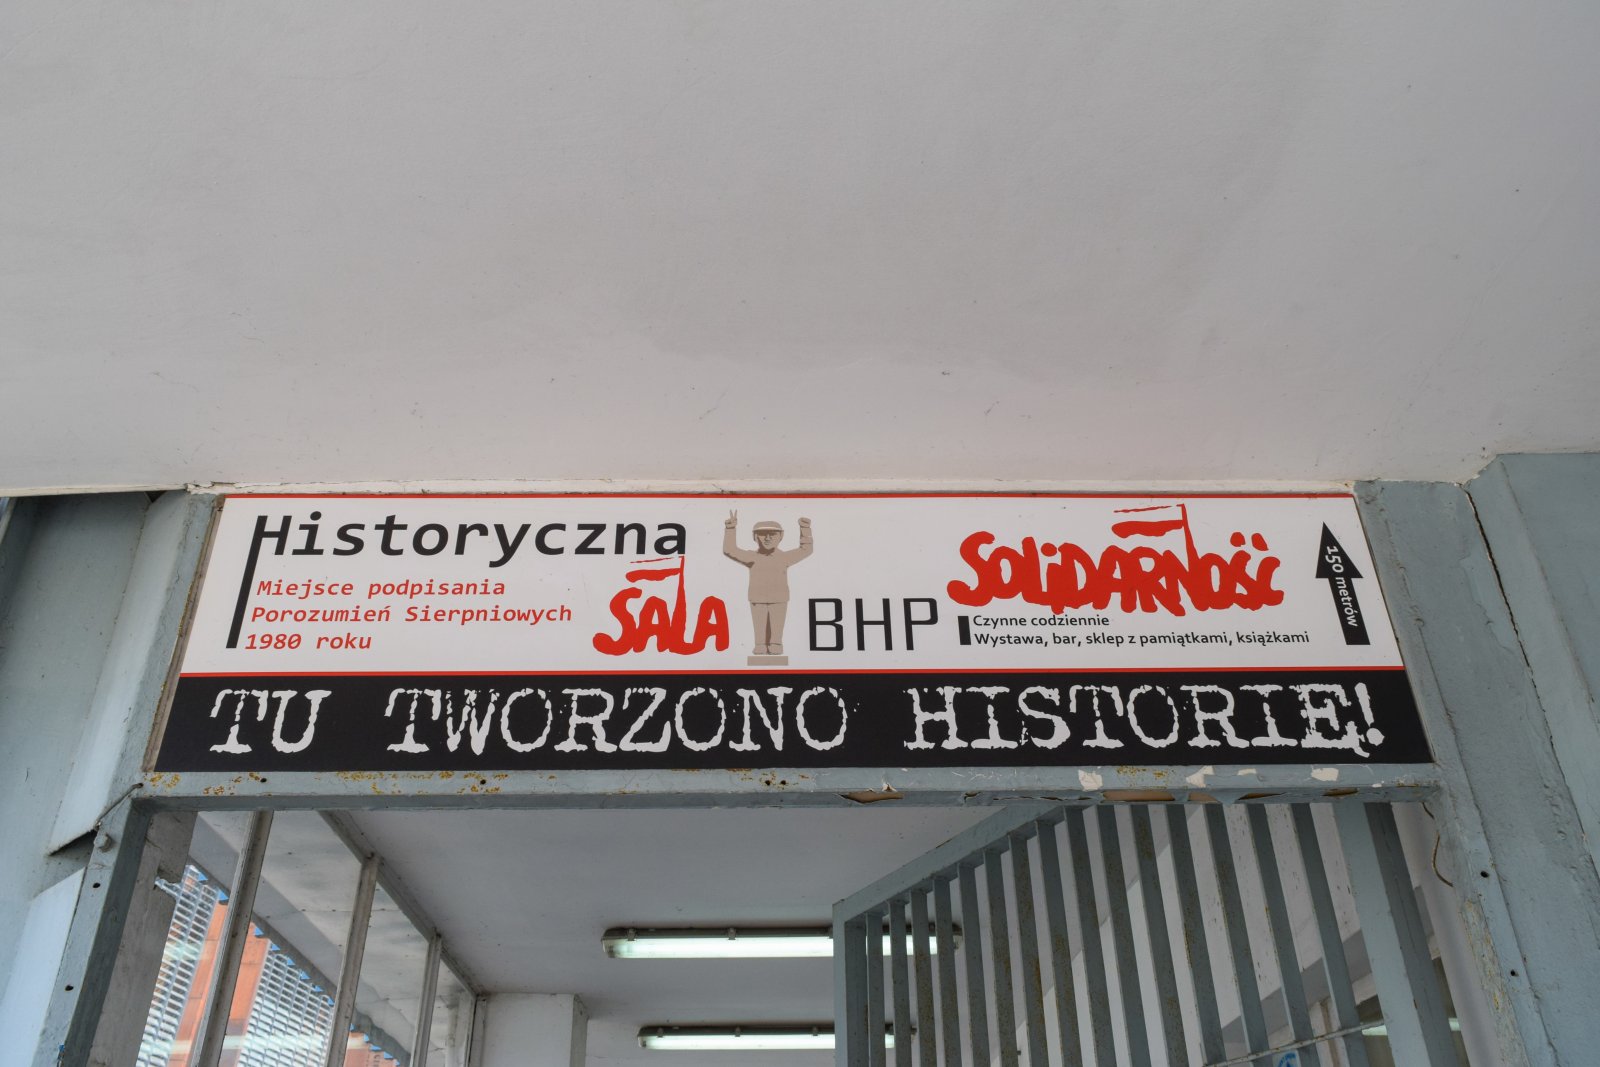 Historyczna
Miejsce podpisania
Porozumień Sierpniowych
1980 roku
SALA BHP
SOLIDARNOŚĆ
Czynne codziennie
Wystawa, bar, sklep z pamiątkami, książkami
150 metrów
TU TWORZONO HISTORIĘ!